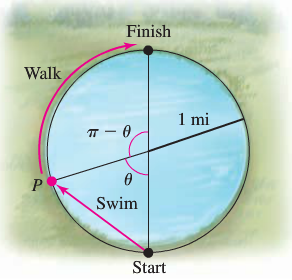 Finish
Walk
π − θ
1 mi
θ
P
Swim
Start